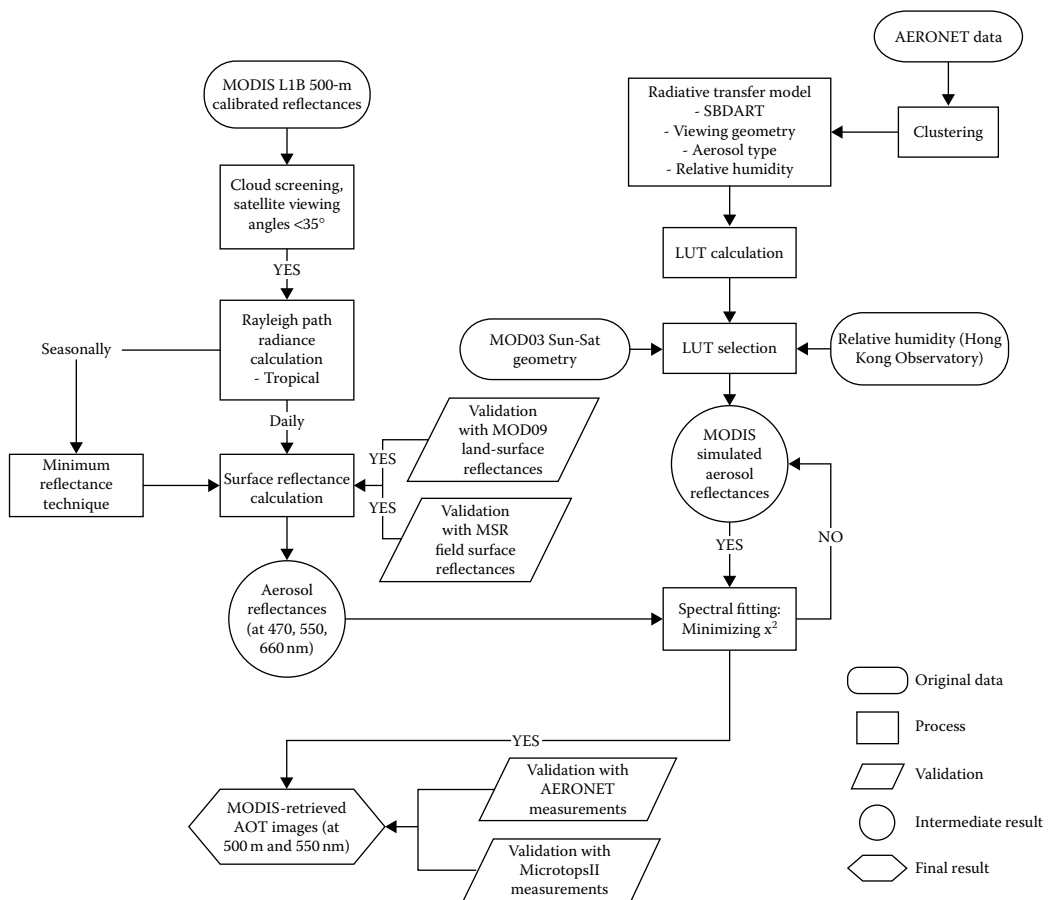 AERONET data
MODIS L1B 500-m
calibrated reflectances
Radiative transfer model
- SBDART
- Viewing geometry
- Aerosol type
- Relative humidity
Clustering
Cloud screening,
satellite viewing
angles <35°
LUT calculation
YES
Rayleigh path
radiance
calculation
- Tropical
Seasonally
MOD03 Sun-Sat
geometry
LUT selection
Relative humidity (Hong
Kong Observatory)
Daily
Validation
with MOD09
land-surface
reflectances
MODIS
simulated
aerosol
reflectances
Minimum
reflectance
technique
Surface reflectance
calculation
YES
YES
Validation
with MSR
field surface
reflectances
YES
NO
Aerosol
reflectances
(at 470, 550,
660 nm)
Spectral fitting:
Minimizing x²
Original data
Process
YES
Validation with
AERONET
measurements
Validation
MODIS-retrieved
AOT images (at
500 m and 550 nm)
Intermediate result
Validation with
MicrotopsII
measurements
Final result